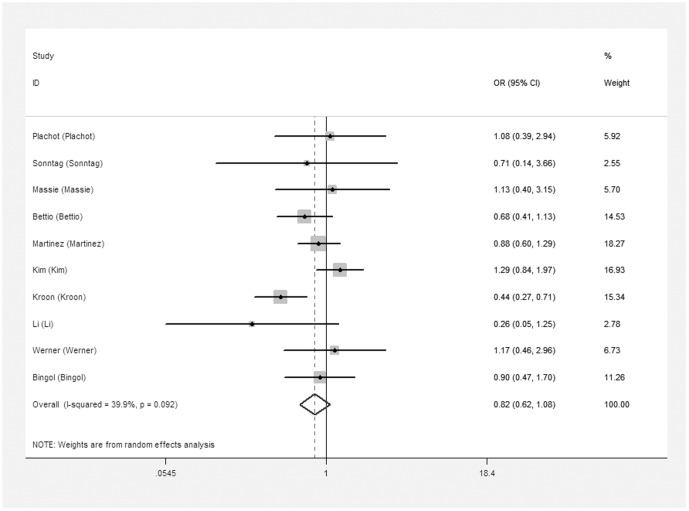 Study %
ID OR (95% CI) Weight
Plachot (Plachot) 1.08 (0.39, 2.94) 5.92
Sonntag (Sonntag) 0.71 (0.14, 3.66) 2.55
Massie (Massie) 1.13 (0.40, 3.15) 5.70
Bettio (Bettio) 0.68 (0.41, 1.13) 14.53
Martinez (Martinez) 0.88 (0.60, 1.29) 18.27
Kim (Kim) 1.29 (0.84, 1.97) 16.93
Kroon (Kroon) 0.44 (0.27, 0.71) 15.34
Li (Li) 0.26 (0.05, 1.25) 2.78
Werner (Werner) 1.17 (0.46, 2.96) 6.73
Bingol (Bingol) 0.90 (0.47, 1.70) 11.26
Overall (I-squared = 39.9%, p = 0.092) 0.82 (0.62, 1.08) 100.00
NOTE: Weights are from random effects analysis
.0545 1 18.4